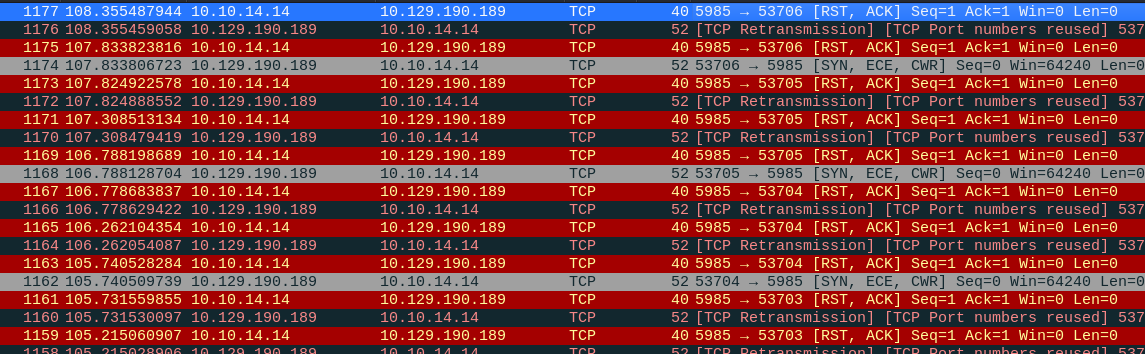 1177 108.355487944 10.10.14.14 10.129.190.189 TCP 40 5985 → 53706 [RST, ACK] Seq=1 Ack=1 Win=0 Len=0
1176 108.355459058 10.129.190.189 10.10.14.14 TCP 52 [TCP Retransmission] [TCP Port numbers reused] 537
1175 107.833823816 10.10.14.14 10.129.190.189 TCP 40 5985 → 53706 [RST, ACK] Seq=1 Ack=1 Win=0 Len=0
1174 107.833806723 10.129.190.189 10.10.14.14 TCP 52 53706 → 5985 [SYN, ECE, CWR] Seq=0 Win=64240 Len=0
1173 107.824922578 10.10.14.14 10.129.190.189 TCP 40 5985 → 53705 [RST, ACK] Seq=1 Ack=1 Win=0 Len=0
1172 107.824888552 10.129.190.189 10.10.14.14 TCP 52 [TCP Retransmission] [TCP Port numbers reused] 537
1171 107.308513134 10.10.14.14 10.129.190.189 TCP 40 5985 → 53705 [RST, ACK] Seq=1 Ack=1 Win=0 Len=0
1170 107.308479419 10.129.190.189 10.10.14.14 TCP 52 [TCP Retransmission] [TCP Port numbers reused] 537
1169 106.788198689 10.10.14.14 10.129.190.189 TCP 40 5985 → 53705 [RST, ACK] Seq=1 Ack=1 Win=0 Len=0
1168 106.788128704 10.129.190.189 10.10.14.14 TCP 52 53705 → 5985 [SYN, ECE, CWR] Seq=0 Win=64240 Len=0
1167 106.778683837 10.10.14.14 10.129.190.189 TCP 40 5985 → 53704 [RST, ACK] Seq=1 Ack=1 Win=0 Len=0
1166 106.778629422 10.129.190.189 10.10.14.14 TCP 52 [TCP Retransmission] [TCP Port numbers reused] 537
1165 106.262104354 10.10.14.14 10.129.190.189 TCP 40 5985 → 53704 [RST, ACK] Seq=1 Ack=1 Win=0 Len=0
1164 106.262054087 10.129.190.189 10.10.14.14 TCP 52 [TCP Retransmission] [TCP Port numbers reused] 537
1163 105.740528284 10.10.14.14 10.129.190.189 TCP 40 5985 → 53704 [RST, ACK] Seq=1 Ack=1 Win=0 Len=0
1162 105.740509739 10.129.190.189 10.10.14.14 TCP 52 53704 → 5985 [SYN, ECE, CWR] Seq=0 Win=64240 Len=0
1161 105.731559855 10.10.14.14 10.129.190.189 TCP 40 5985 → 53703 [RST, ACK] Seq=1 Ack=1 Win=0 Len=0
1160 105.731530097 10.129.190.189 10.10.14.14 TCP 52 [TCP Retransmission] [TCP Port numbers reused] 537
1159 105.215060907 10.10.14.14 10.129.190.189 TCP 40 5985 → 53703 [RST, ACK] Seq=1 Ack=1 Win=0 Len=0
1158 105.215028906 10.129.190.189 10.10.14.14 TCP 52 [TCP Retransmission] [TCP Port numbers reused] 537